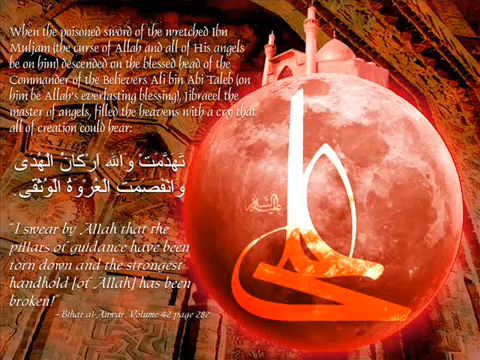 When the poisoned sword of the wretched Ibn
Muljam (the curse of Allah and all of His angels
be on him) descended on the blessed head of the
Commander of the Believers Ali bin Abi Taleb (on
him be Allah's everlasting blessing), Jibraeel the
master of angels, filled the heavens with a cry that
all of creation could hear:
تَهَدَّمَتْ وَاللهِ اَرْكَانُ الْهُدَى
وَانْفَصَمَتِ الْعُرْوَةُ الْوُثْقَى.
"I swear by Allah that the
pillars of guidance have been
torn down and the strongest
handhold [of Allah] has been
broken!"
~ Bihar al-Anwar, Volume 42 page 282
علي
عليه السلام